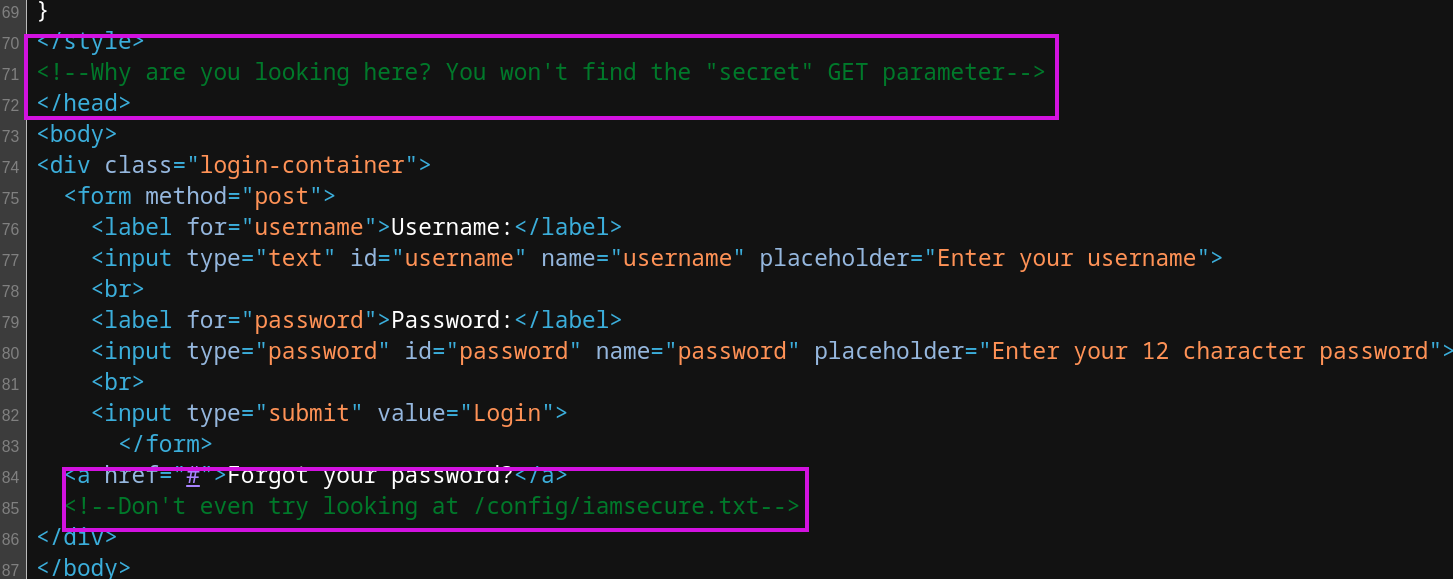 69 }
70 </style>
71 <!--Why are you looking here? You won't find the "secret" GET parameter-->
72 </head>
73 <body>
74 <div class="login-container">
75 <form method="post">
76 <label for="username">Username:</label>
77 <input type="text" id="username" name="username" placeholder="Enter your username">
78 <br>
79 <label for="password">Password:</label>
80 <input type="password" id="password" name="password" placeholder="Enter your 12 character password">
81 <br>
82 <input type="submit" value="Login">
83 </form>
84 <a href="#">Forgot your password?</a>
85 <!--Don't even try looking at /config/iamsecure.txt-->
86 </div>
87 </body>